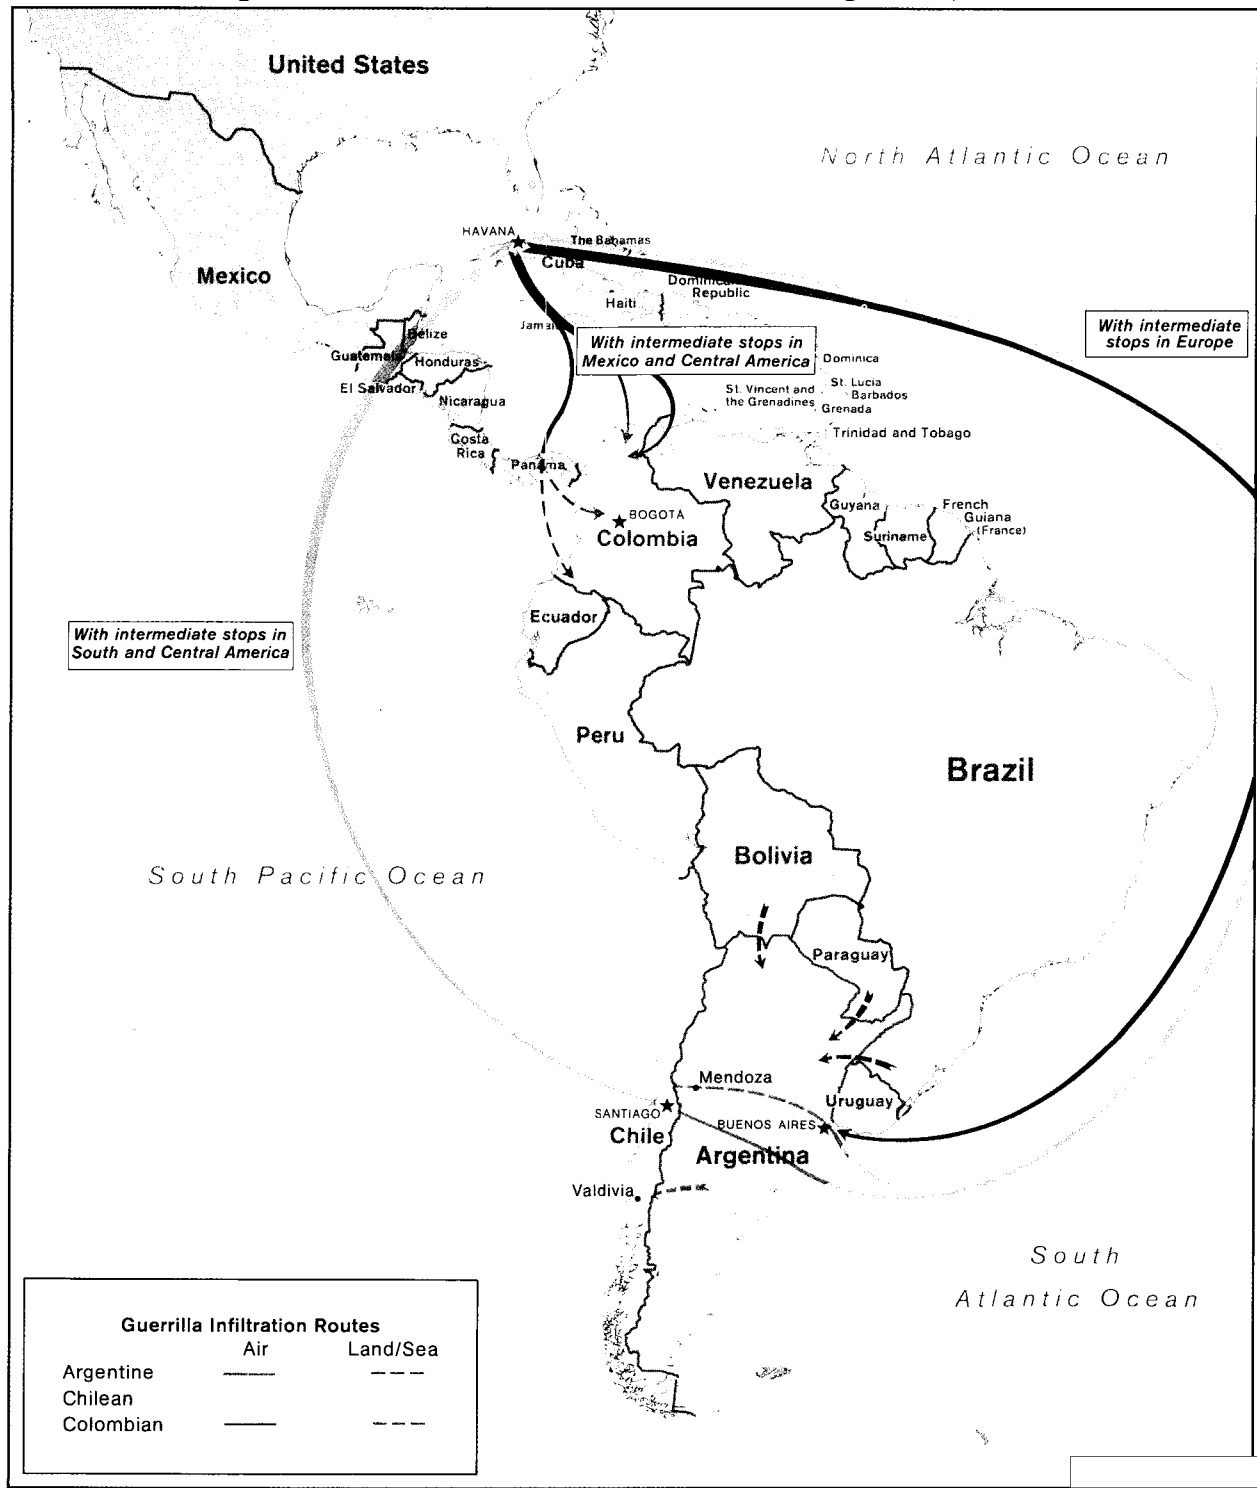 United States
North Atlantic Ocean
HAVANA
The Bahamas
Cuba
Mexico
Dominican
Republic
Haiti
With intermediate
stops in Europe
Belize
With intermediate stops in
Mexico and Central America
Guatemala
Honduras
Dominica
El Salvador
St. Vincent and
the Grenadines
St. Lucia
Barbados
Nicaragua
Grenada
Costa
Rica
Trinidad and Tobago
Panama
Venezuela
Guyana
French
Guiana
(France)
BOGOTA
Colombia
Suriname
Ecuador
With intermediate stops in
South and Central America
Peru
Brazil
Bolivia
South Pacific Ocean
Paraguay
Mendoza
SANTIAGO
Chile
BUENOS AIRES
Uruguay
Argentina
Valdivia
South
Atlantic Ocean
Guerrilla Infiltration Routes
Air Land/Sea
Argentine
Chilean
Colombian